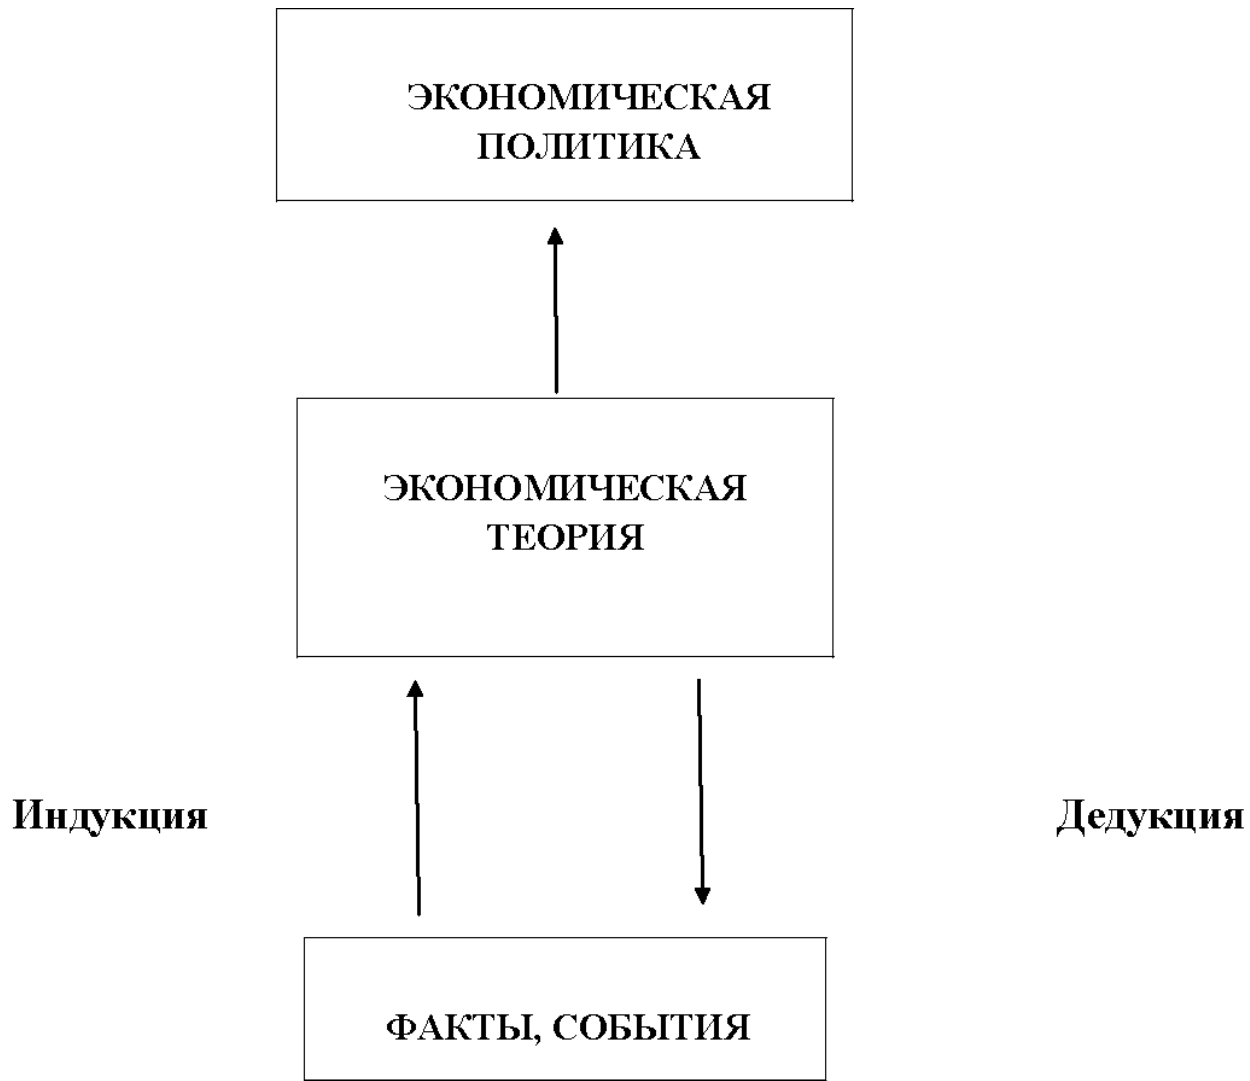 ЭКОНОМИЧЕСКАЯ
ПОЛИТИКА
ЭКОНОМИЧЕСКАЯ
ТЕОРИЯ
Индукция
Дедукция
ФАКТЫ, СОБЫТИЯ